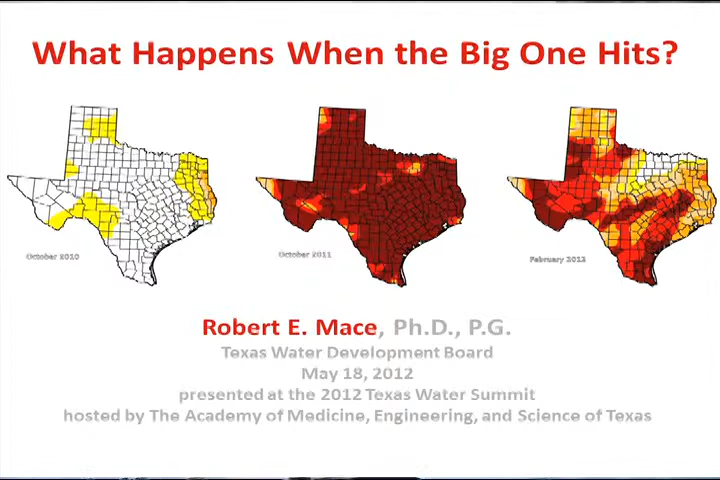 What Happens When the Big One Hits?
October 2010
October 2011
February 2012
Robert E. Mace, Ph.D., P.G.
Texas Water Development Board
May 18, 2012
presented at the 2012 Texas Water Summit
hosted by The Academy of Medicine, Engineering, and Science of Texas